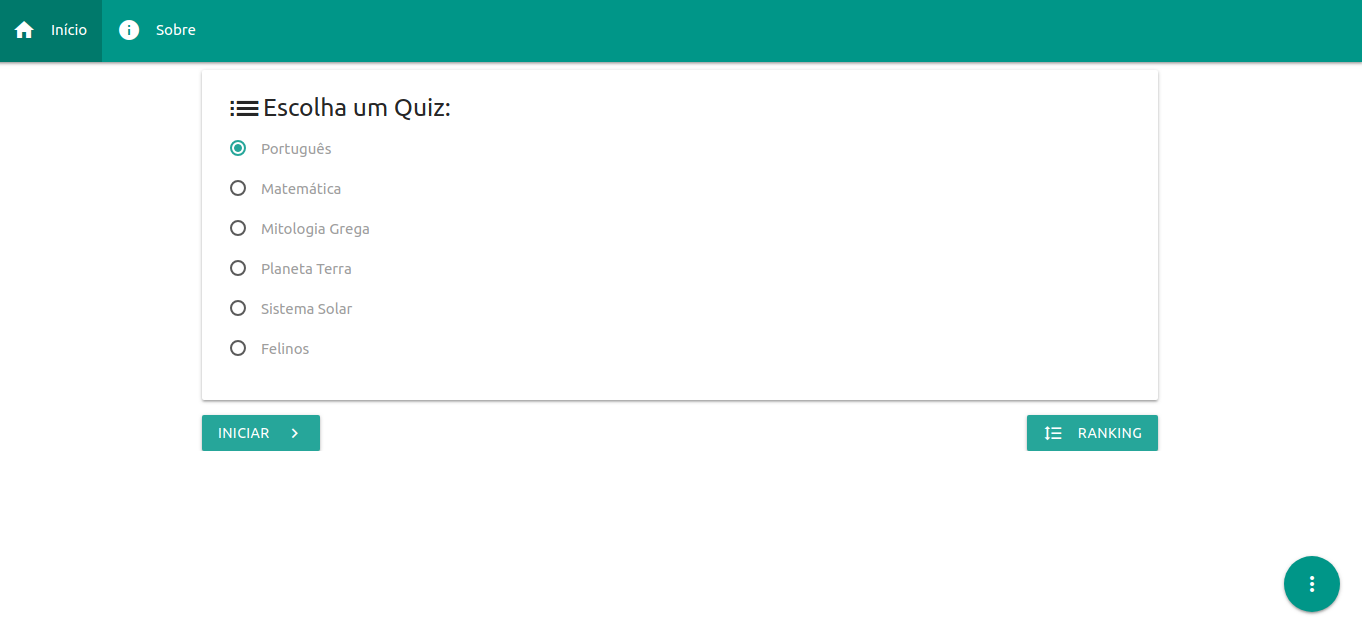 Início Sobre
Escolha um Quiz:
Português
Matemática
Mitologia Grega
Planeta Terra
Sistema Solar
Felinos
INICIAR RANKING